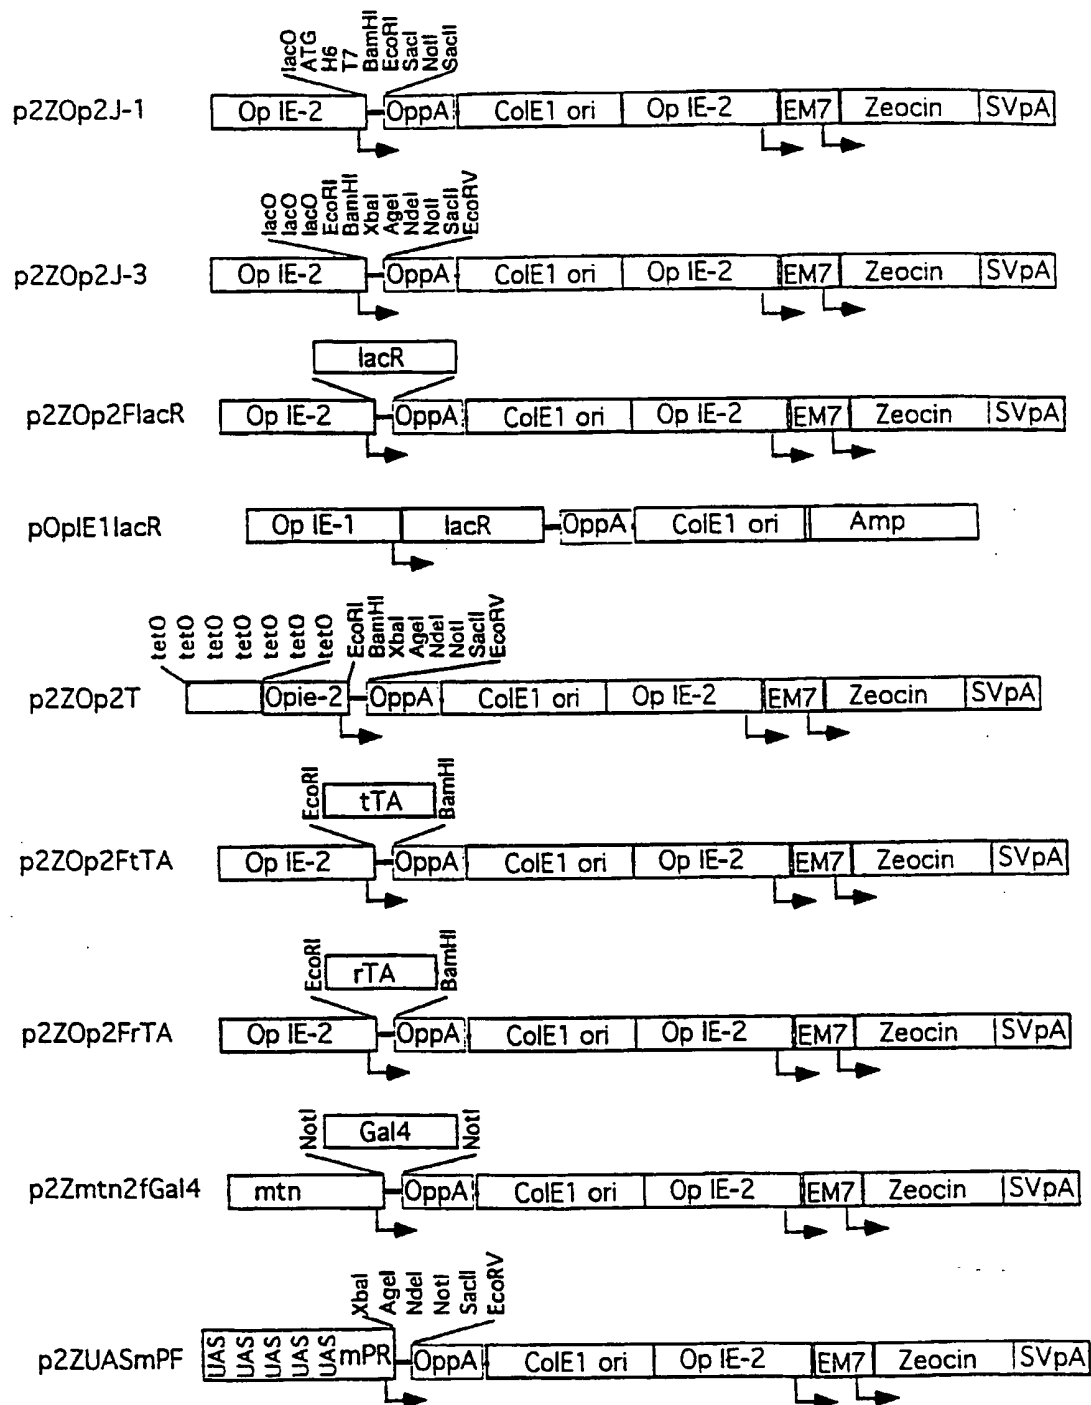 lacO ATG H6 T7 BamHI EcoRI SacI NotI SacII
p2ZOp2J-1 Op IE-2 OppA ColE1 ori Op IE-2 EM7 Zeocin SVpA
lacO lacO lacO EcoRI BamHI XbaI AgeI NdeI NotI SacII EcoRV
p2ZOp2J-3 Op IE-2 OppA ColE1 ori Op IE-2 EM7 Zeocin SVpA
lacR
p2ZOp2FlacR Op IE-2 OppA ColE1 ori Op IE-2 EM7 Zeocin SVpA
pOpIE1lacR Op IE-1 lacR OppA ColE1 ori Amp
tetO tetO tetO tetO tetO tetO tetO EcoRI BamHI XbaI AgeI NdeI NotI SacII EcoRV
p2ZOp2T Opie-2 OppA ColE1 ori Op IE-2 EM7 Zeocin SVpA
EcoRI tTA BamHI
p2ZOp2FtTA Op IE-2 OppA ColE1 ori Op IE-2 EM7 Zeocin SVpA
EcoRI rTA BamHI
p2ZOp2FrTA Op IE-2 OppA ColE1 ori Op IE-2 EM7 Zeocin SVpA
NotI Gal4 NotI
p2Zmtn2fGal4 mtn OppA ColE1 ori Op IE-2 EM7 Zeocin SVpA
XbaI AgeI NdeI NotI SacII EcoRV
p2ZUASmPF UAS UAS UAS UAS UAS mPR OppA ColE1 ori Op IE-2 EM7 Zeocin SVpA